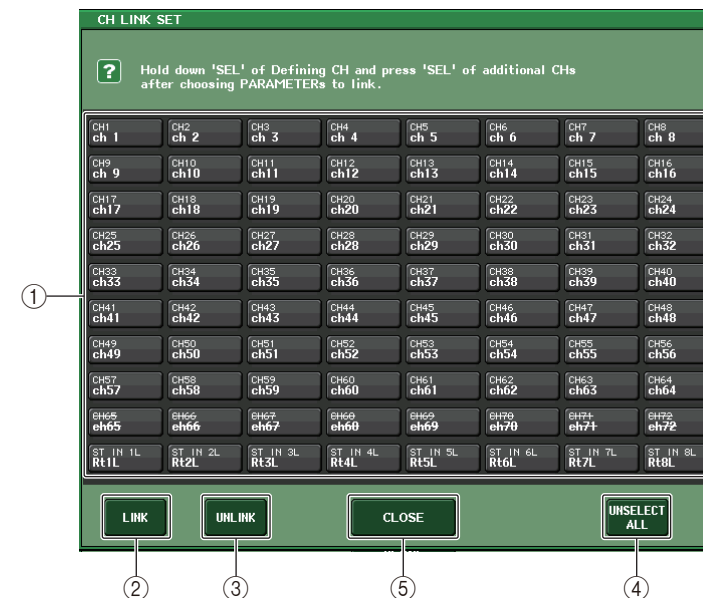 CH LINK SET
? Hold down 'SEL' of Defining CH and press 'SEL' of additional CHs
after choosing PARAMETERs to link.
CH1 CH2 CH3 CH4 CH5 CH6 CH7 CH8
ch 1 ch 2 ch 3 ch 4 ch 5 ch 6 ch 7 ch 8
CH9 CH10 CH11 CH12 CH13 CH14 CH15 CH16
ch 9 ch10 ch11 ch12 ch13 ch14 ch15 ch16
CH17 CH18 CH19 CH20 CH21 CH22 CH23 CH24
ch17 ch18 ch19 ch20 ch21 ch22 ch23 ch24
CH25 CH26 CH27 CH28 CH29 CH30 CH31 CH32
ch25 ch26 ch27 ch28 ch29 ch30 ch31 ch32
CH33 CH34 CH35 CH36 CH37 CH38 CH39 CH40
ch33 ch34 ch35 ch36 ch37 ch38 ch39 ch40
①
CH41 CH42 CH43 CH44 CH45 CH46 CH47 CH48
ch41 ch42 ch43 ch44 ch45 ch46 ch47 ch48
CH49 CH50 CH51 CH52 CH53 CH54 CH55 CH56
ch49 ch50 ch51 ch52 ch53 ch54 ch55 ch56
CH57 CH58 CH59 CH60 CH61 CH62 CH63 CH64
ch57 ch58 ch59 ch60 ch61 ch62 ch63 ch64
CH65 CH66 CH67 CH68 CH69 CH70 CH71 CH72
ch65 ch66 ch67 ch68 ch69 ch70 ch71 ch72
ST IN 1L ST IN 2L ST IN 3L ST IN 4L ST IN 5L ST IN 6L ST IN 7L ST IN 8L
Rt1L Rt2L Rt3L Rt4L Rt5L Rt6L Rt7L Rt8L
LINK UNLINK CLOSE UNSELECT
ALL
② ③ ⑤ ④